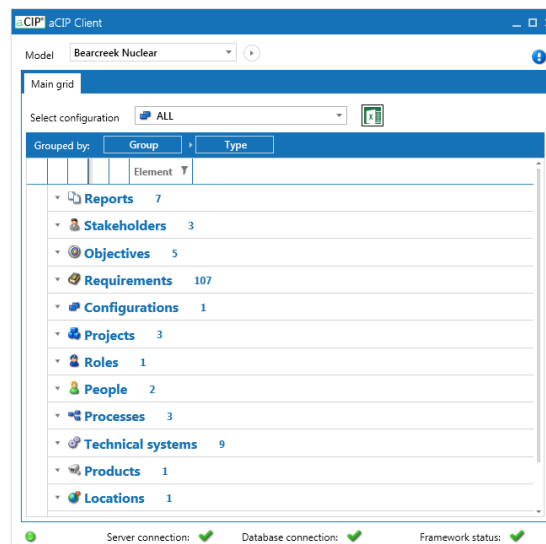 aCIP aCIP Client
Model Bearcreek Nuclear
Main grid
Select configuration ALL
Grouped by: Group Type
Element
Reports 7
Stakeholders 3
Objectives 5
Requirements 107
Configurations 1
Projects 3
Roles 1
People 2
Processes 3
Technical systems 9
Products 1
Locations 1
Server connection: Database connection: Framework status: